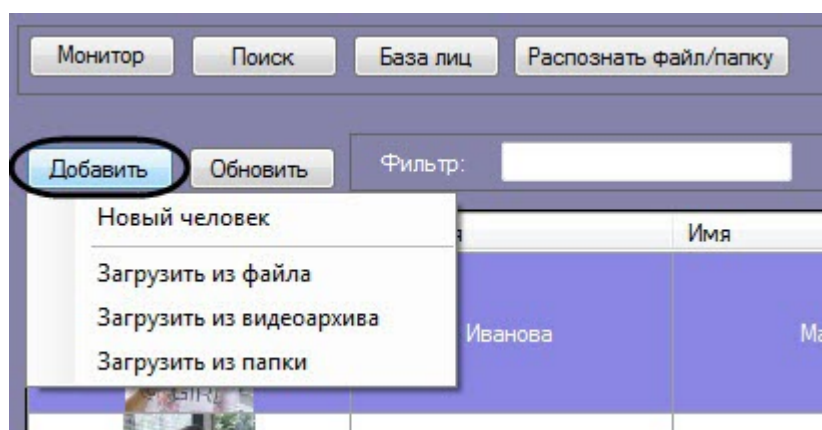 Монитор Поиск База лиц Распознать файл/папку
Добавить Обновить Фильтр:
Новый человек
Имя
Загрузить из файла
Загрузить из видеоархива
Иванова
Загрузить из папки
GIRL